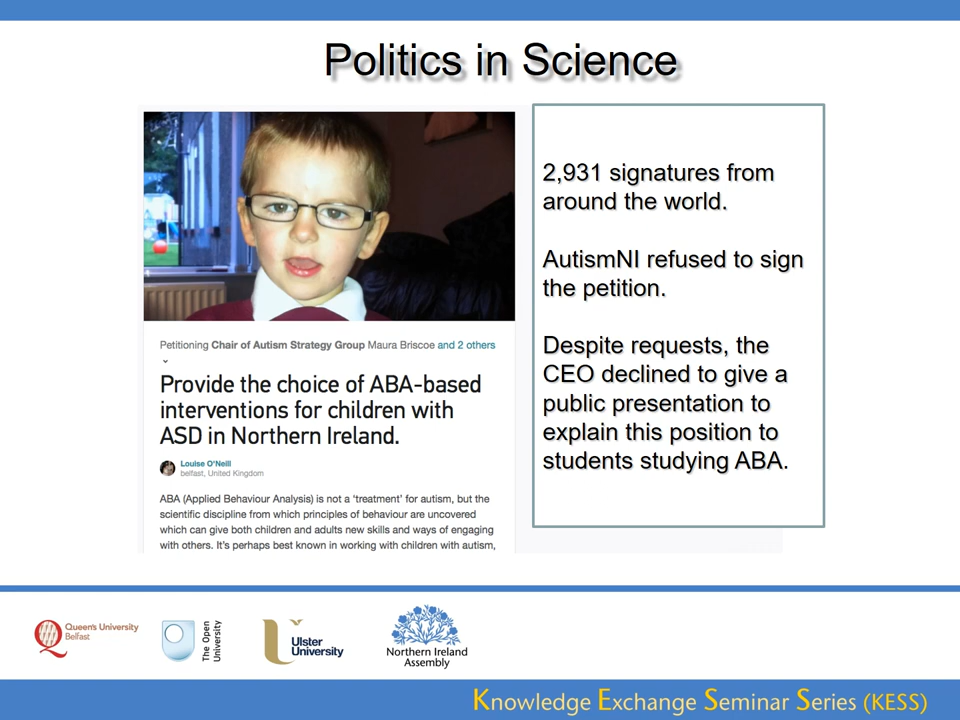 Politics in Science
Petitioning Chair of Autism Strategy Group Maura Briscoe and 2 others
Provide the choice of ABA-based
interventions for children with
ASD in Northern Ireland.
Louise O'Neill
belfast, United Kingdom
ABA (Applied Behaviour Analysis) is not a 'treatment' for autism, but the
scientific discipline from which principles of behaviour are uncovered
which can give both children and adults new skills and ways of engaging
with others. It's perhaps best known in working with children with autism,
2,931 signatures from
around the world.
AutismNI refused to sign
the petition.
Despite requests, the
CEO declined to give a
public presentation to
explain this position to
students studying ABA.
Queen's University
Belfast
The Open
University
Ulster
University
Northern Ireland
Assembly
Knowledge Exchange Seminar Series (KESS)